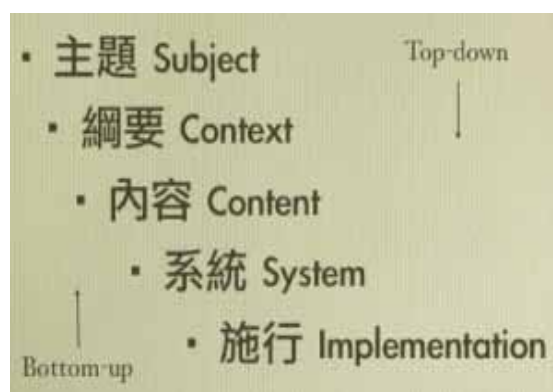 · 主題 Subject
Top-down
· 綱要 Context
· 內容 Content
· 系統 System
· 施行 Implementation
Bottom-up